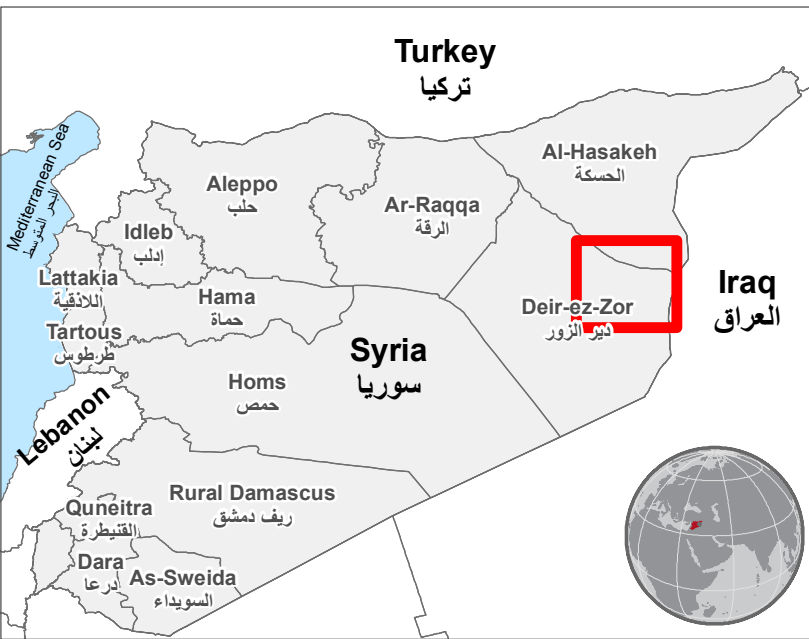 Turkey
تركيا
Al-Hasakeh
الحسكة
Aleppo
حلب
Ar-Raqqa
الرقة
Mediterranean Sea
البحر المتوسط
Idleb
إدلب
Lattakia
اللاذقية
Hama
حماة
Deir-ez-Zor
دير الزور
Iraq
العراق
Tartous
طرطوس
Syria
سوريا
Homs
حمص
Lebanon
لبنان
Rural Damascus
ريف دمشق
Quneitra
القنيطرة
Dara
درعا
As-Sweida
السويداء